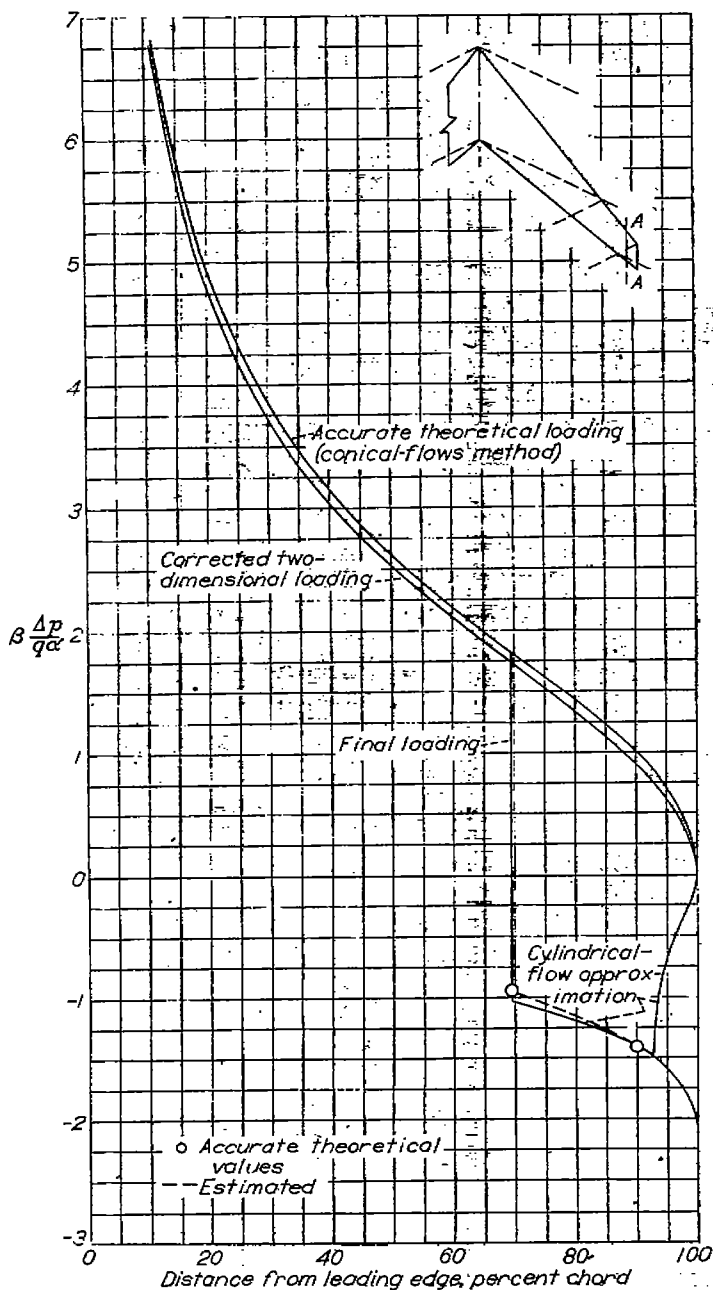 7
6
5
4
3
2
1
0
-1
-2
-3
β Δp/qα
A
A
Accurate theoretical loading
(conical-flows method)
Corrected two-
dimensional loading
Final loading
Cylindrical-
flow approx-
imation
○ Accurate theoretical
values
---Estimated
0
20
40
60
80
100
Distance from leading edge, percent chord